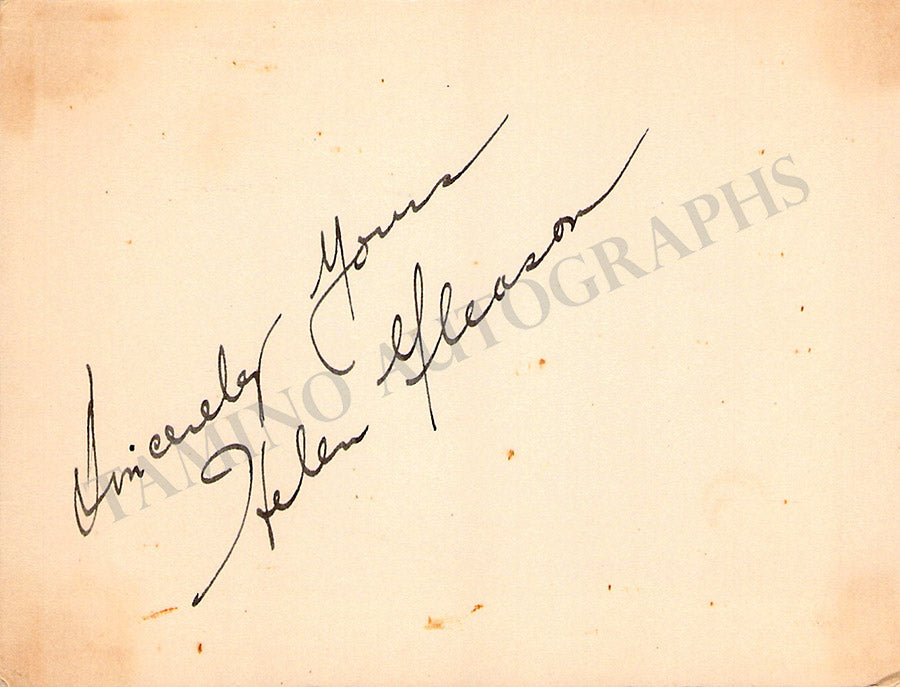 Sincerely Yours
Helen Gleason
TAMINO AUTOGRAPHS